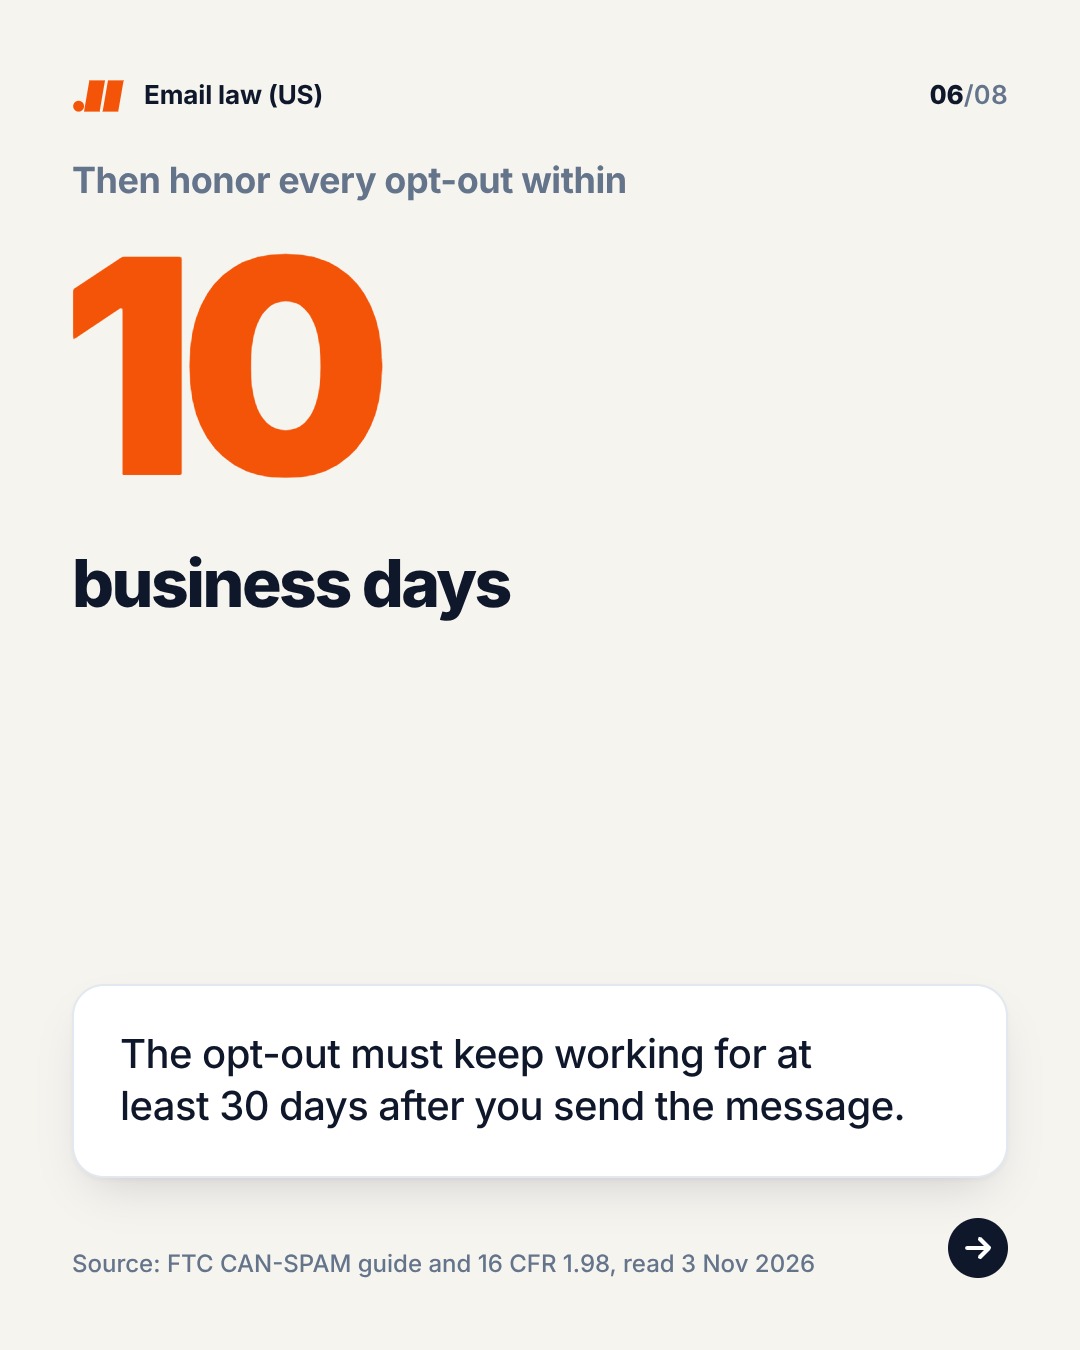 Email law (US)
06/08
Then honor every opt-out within
10
business days
The opt-out must keep working for at
least 30 days after you send the message.
Source: FTC CAN-SPAM guide and 16 CFR 1.98, read 3 Nov 2026